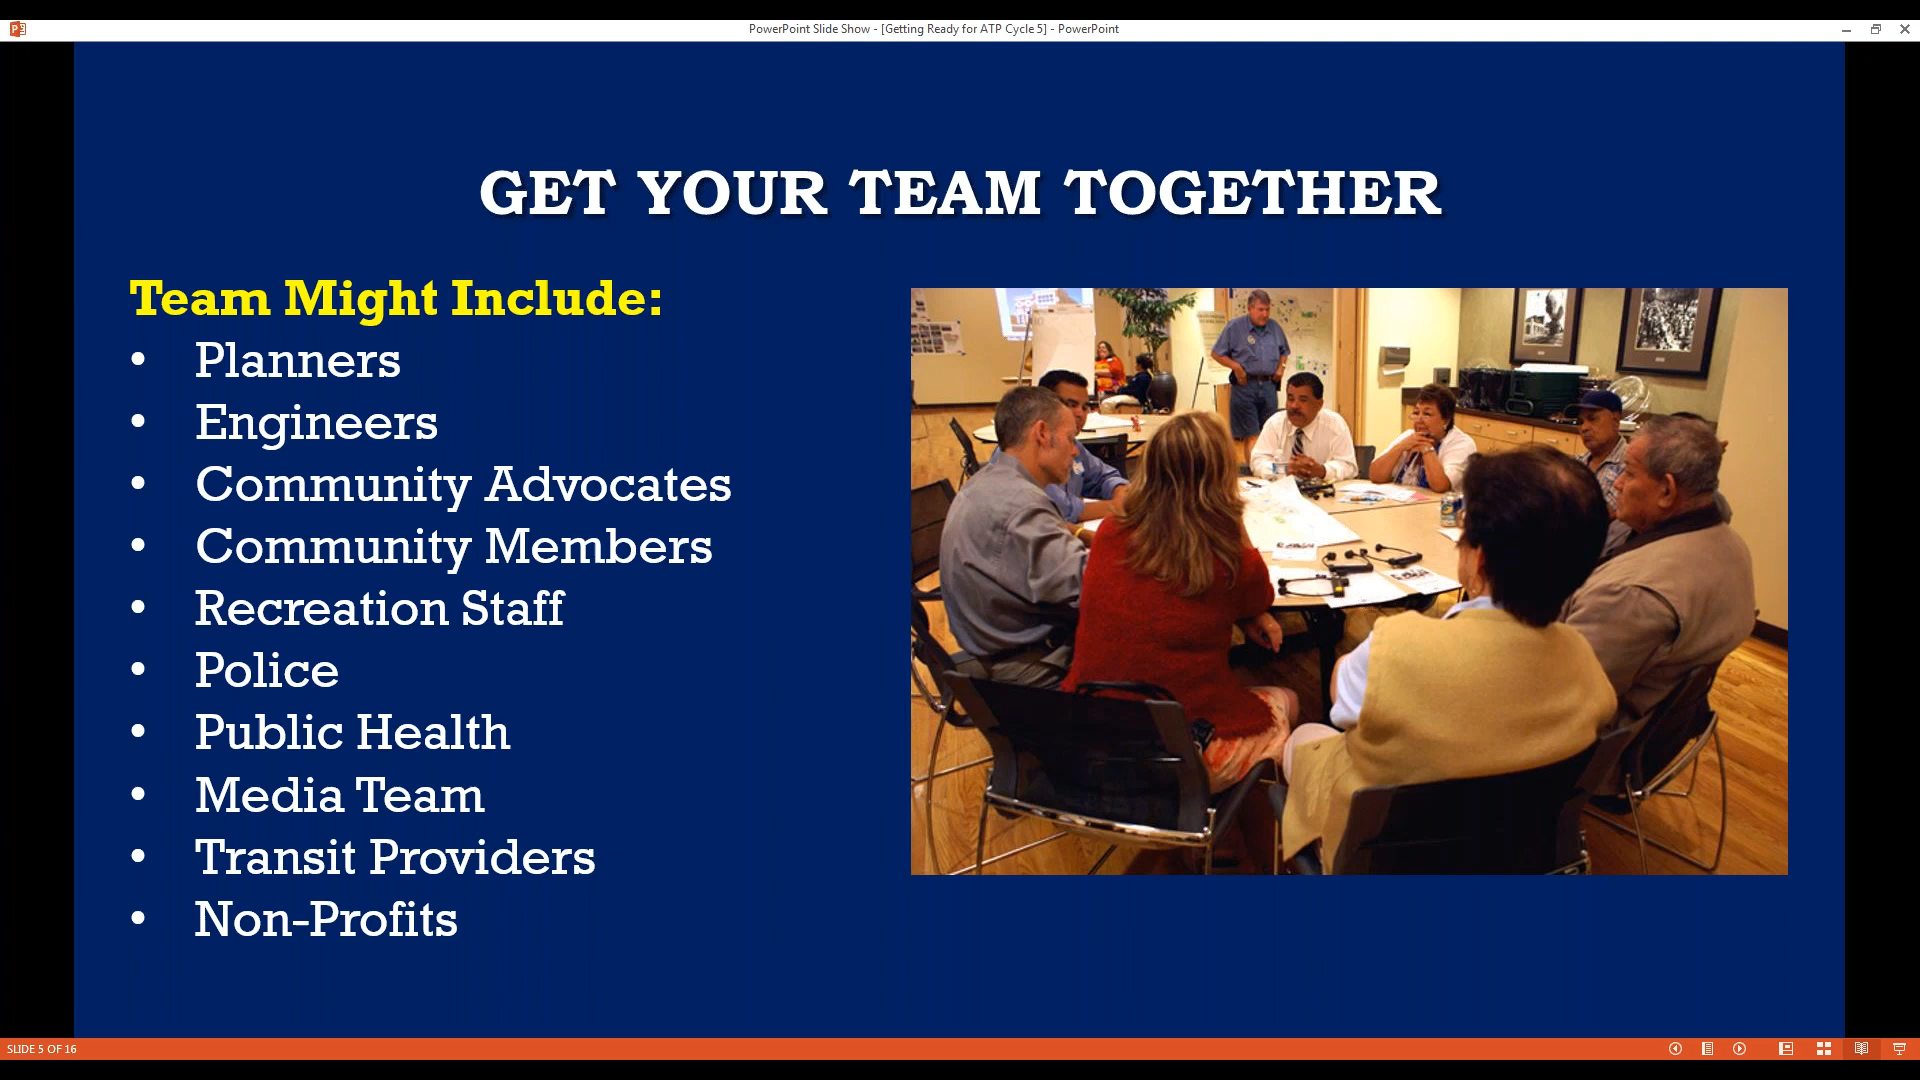 PowerPoint Slide Show - [Getting Ready for ATP Cycle 5] - PowerPoint
GET YOUR TEAM TOGETHER
Team Might Include:
• Planners
• Engineers
• Community Advocates
• Community Members
• Recreation Staff
• Police
• Public Health
• Media Team
• Transit Providers
• Non-Profits
SLIDE 5 OF 16